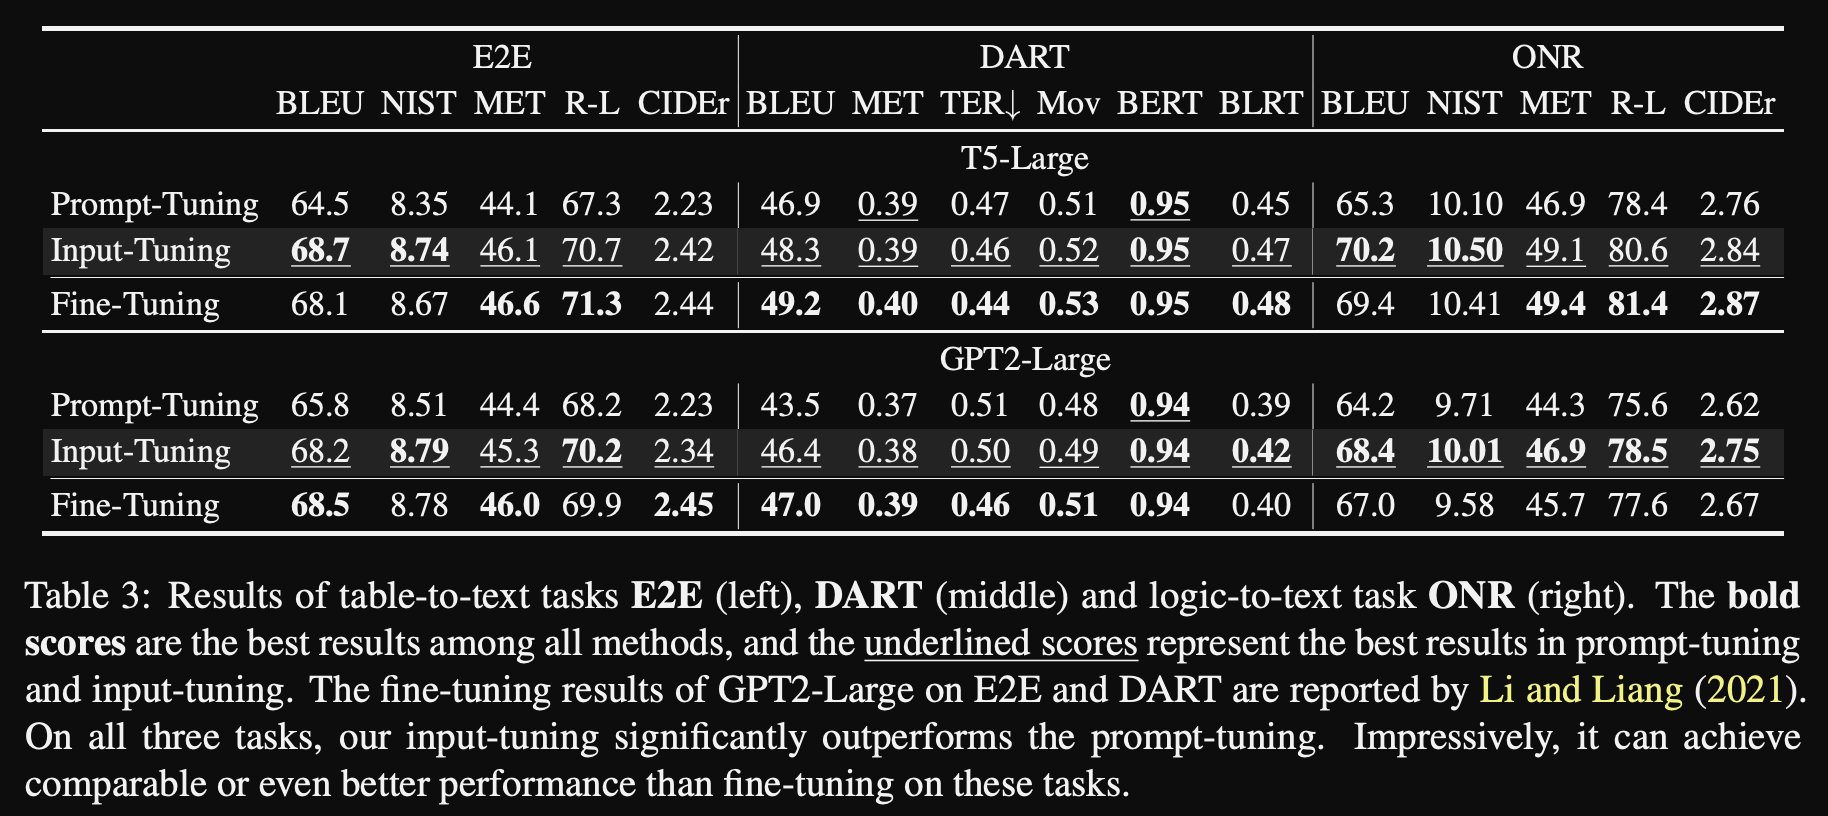 E2E DART ONR
BLEU NIST MET R-L CIDEr BLEU MET TER↓ Mov BERT BLRT BLEU NIST MET R-L CIDEr
T5-Large
Prompt-Tuning 64.5 8.35 44.1 67.3 2.23 46.9 0.39 0.47 0.51 0.95 0.45 65.3 10.10 46.9 78.4 2.76
Input-Tuning 68.7 8.74 46.1 70.7 2.42 48.3 0.39 0.46 0.52 0.95 0.47 70.2 10.50 49.1 80.6 2.84
Fine-Tuning 68.1 8.67 46.6 71.3 2.44 49.2 0.40 0.44 0.53 0.95 0.48 69.4 10.41 49.4 81.4 2.87
GPT2-Large
Prompt-Tuning 65.8 8.51 44.4 68.2 2.23 43.5 0.37 0.51 0.48 0.94 0.39 64.2 9.71 44.3 75.6 2.62
Input-Tuning 68.2 8.79 45.3 70.2 2.34 46.4 0.38 0.50 0.49 0.94 0.42 68.4 10.01 46.9 78.5 2.75
Fine-Tuning 68.5 8.78 46.0 69.9 2.45 47.0 0.39 0.46 0.51 0.94 0.40 67.0 9.58 45.7 77.6 2.67
Table 3: Results of table-to-text tasks E2E (left), DART (middle) and logic-to-text task ONR (right). The bold
scores are the best results among all methods, and the underlined scores represent the best results in prompt-tuning
and input-tuning. The fine-tuning results of GPT2-Large on E2E and DART are reported by Li and Liang (2021).
On all three tasks, our input-tuning significantly outperforms the prompt-tuning. Impressively, it can achieve
comparable or even better performance than fine-tuning on these tasks.